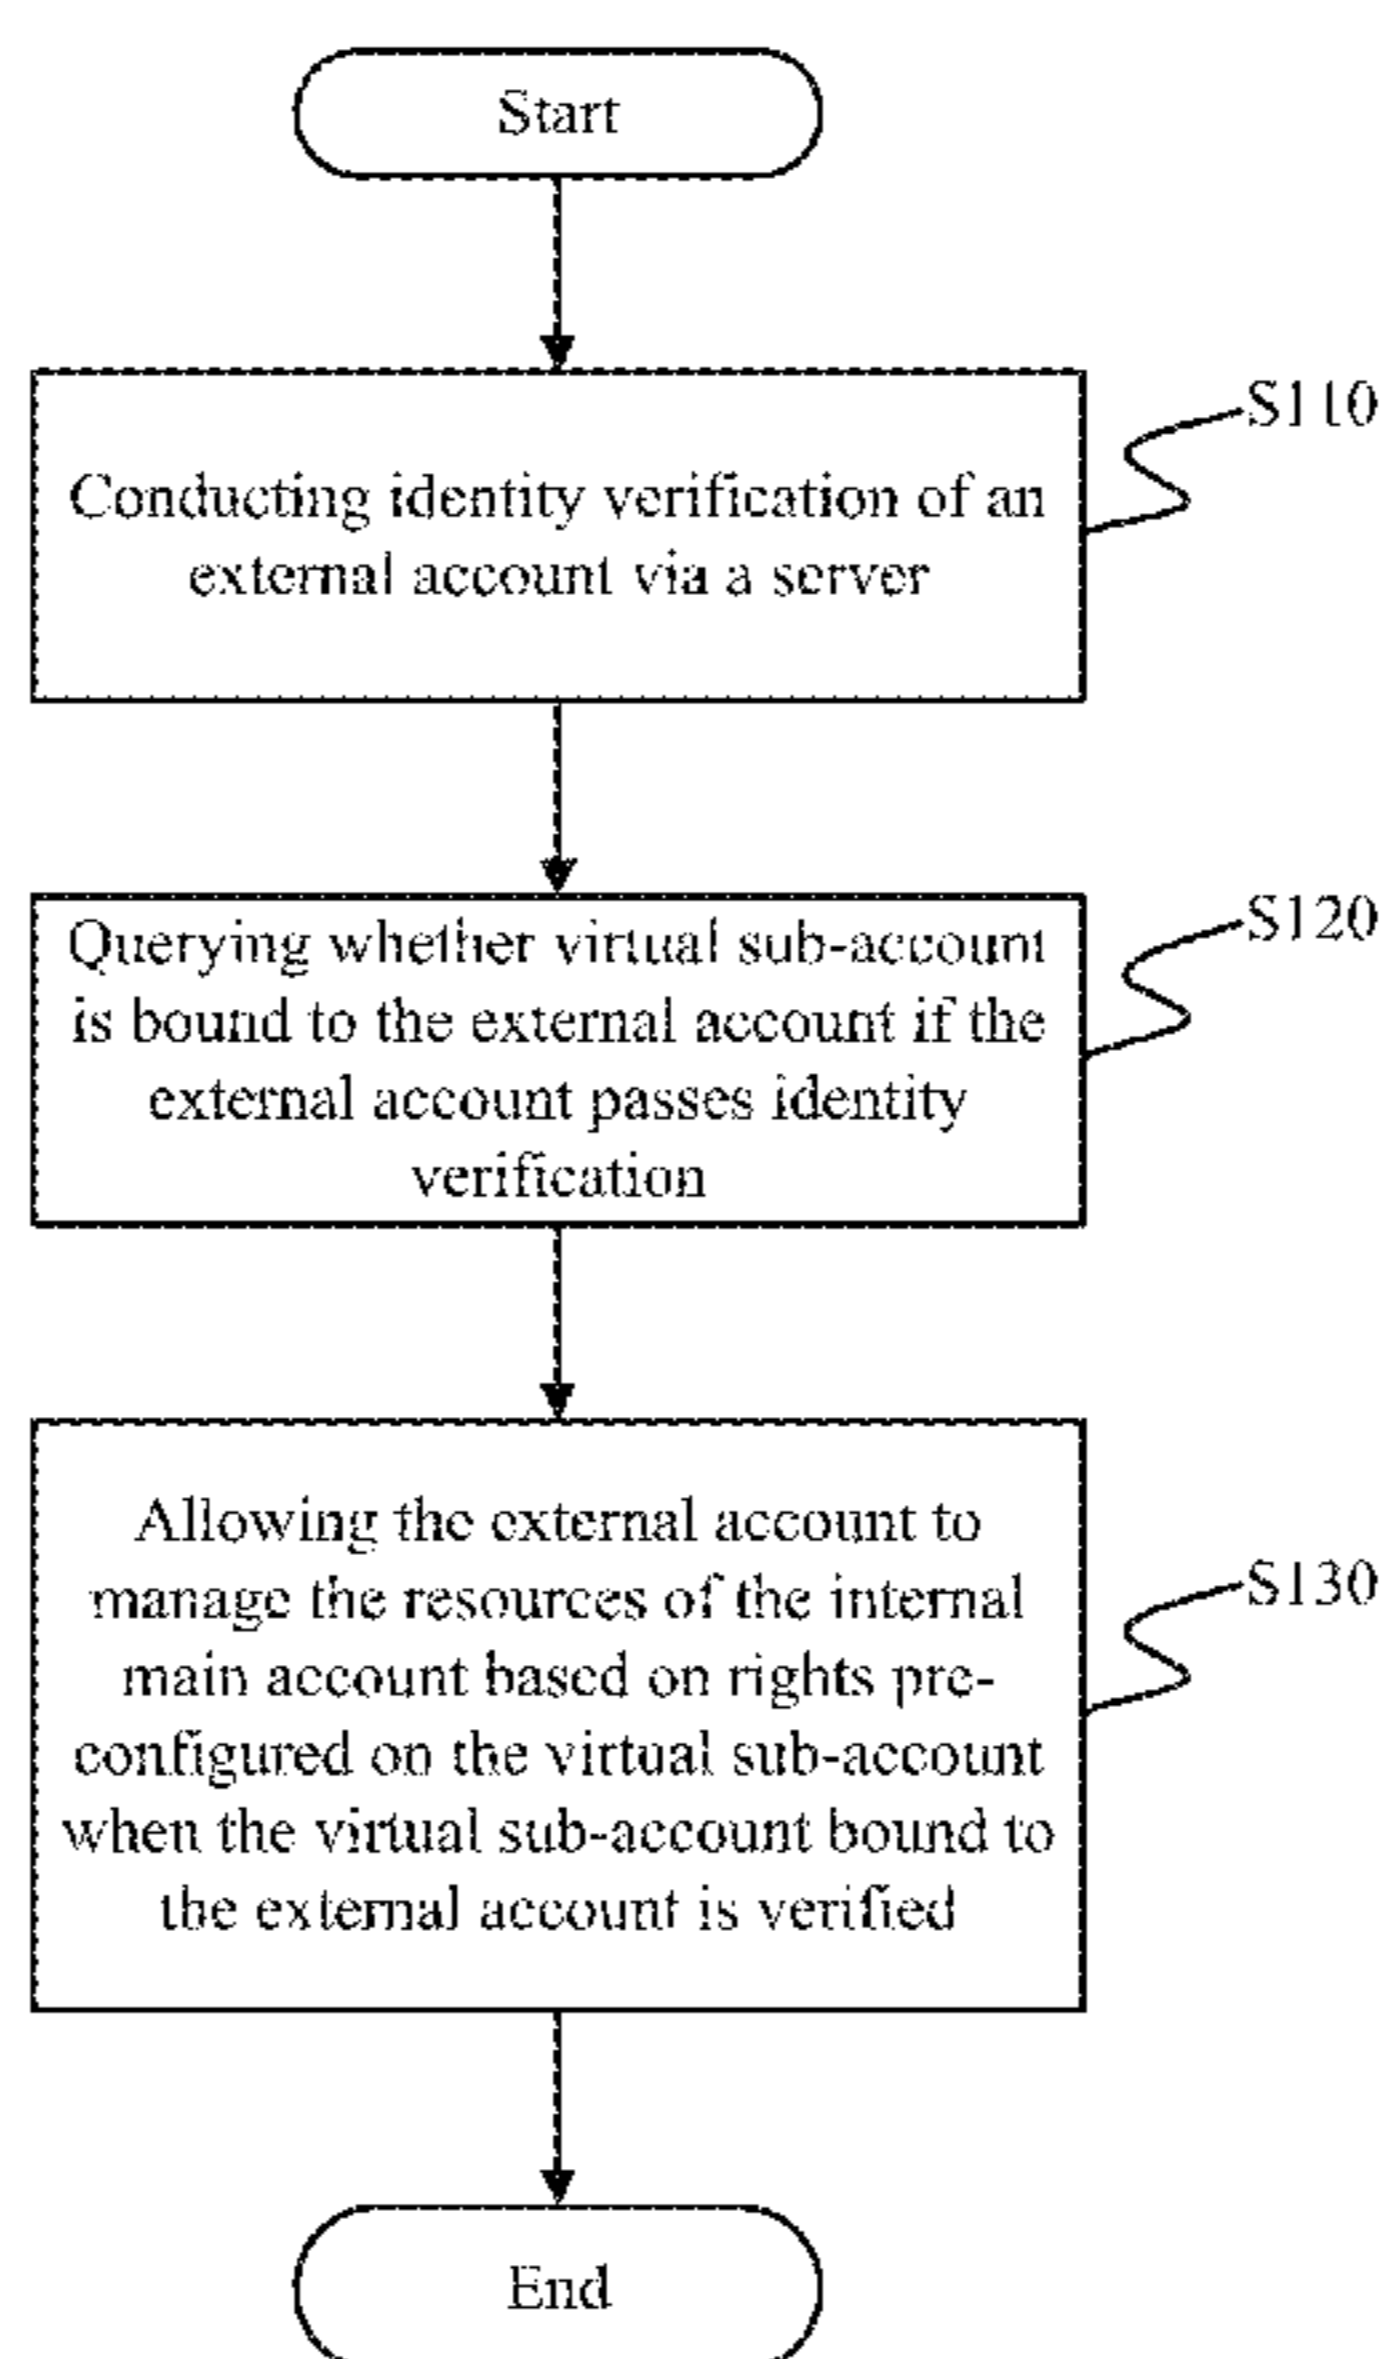 Start
S110
Conducting identity verification of an
external account via a server
S120
Querying whether virtual sub-account
is bound to the external account if the
external account passes identity
verification
Allowing the external account to
manage the resources of the internal
main account based on rights pre-
configured on the virtual sub-account
when the virtual sub-account bound to
the external account is verified
S130
End